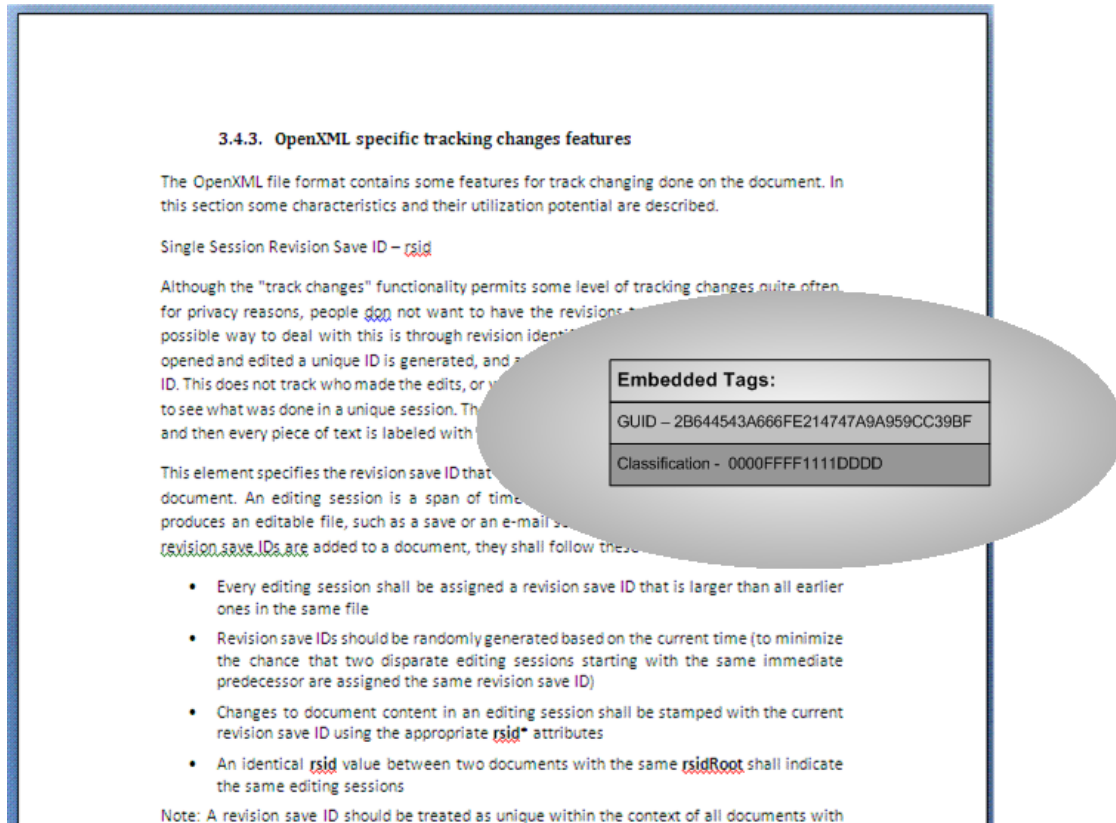 3.4.3. OpenXML specific tracking changes features
The OpenXML file format contains some features for track changing done on the document. In
this section some characteristics and their utilization potential are described.
Single Session Revision Save ID – rsid
Although the "track changes" functionality permits some level of tracking changes quite often,
for privacy reasons, people don not want to have the revisions
possible way to deal with this is through revision
opened and edited a unique ID is generated, and
ID. This does not track who made the edits, or
to see what was done in a unique session.
and then every piece of text is labeled with
This element specifies the revision save ID that
document. An editing session is a span of time
produces an editable file, such as a save or an e-mail
revision save IDs are added to a document, they shall follow
Embedded Tags:
GUID – 2B644543A666FE214747A9A959CC39BF
Classification - 0000FFFF1111DDDD
• Every editing session shall be assigned a revision save ID that is larger than all earlier
ones in the same file
• Revision save IDs should be randomly generated based on the current time (to minimize
the chance that two disparate editing sessions starting with the same immediate
predecessor are assigned the same revision save ID)
• Changes to document content in an editing session shall be stamped with the current
revision save ID using the appropriate rsid* attributes
• An identical rsid value between two documents with the same rsidRoot shall indicate
the same editing sessions
Note: A revision save ID should be treated as unique within the context of all documents with